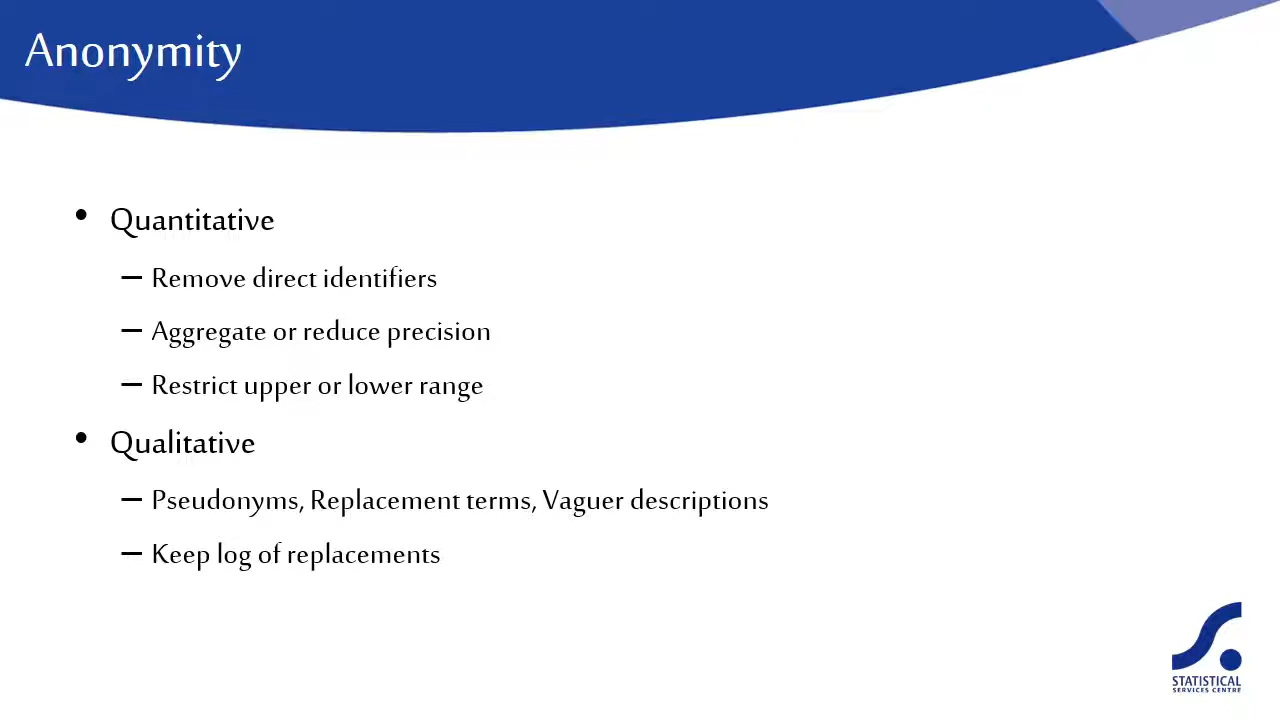 Anonymity
• Quantitative
– Remove direct identifiers
– Aggregate or reduce precision
– Restrict upper or lower range
• Qualitative
– Pseudonyms, Replacement terms, Vaguer descriptions
– Keep log of replacements
STATISTICAL
SERVICES CENTRE